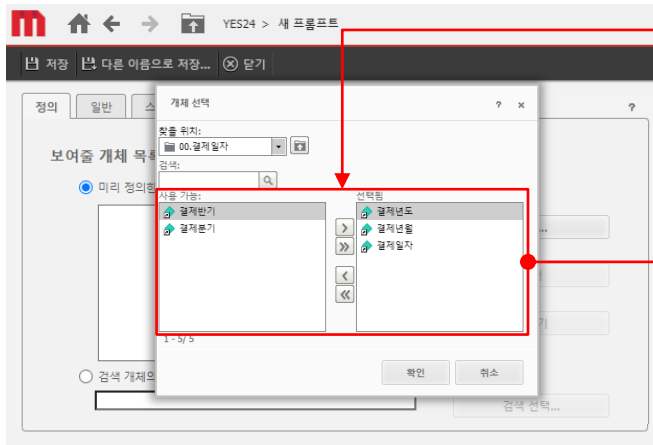 YES24 > 새 프롬프트
저장 다른 이름으로 저장... 닫기
정의 일반 스
?
보여줄 개체 목록
미리 정의한
검색 개체의
검색 선택...
개체 선택 ? ×
찾을 위치:
00.결제일자
검색:
사용 가능:
결제반기
결제분기
선택됨
결제년도
결제년월
결제일자
1 - 5/ 5
확인 취소